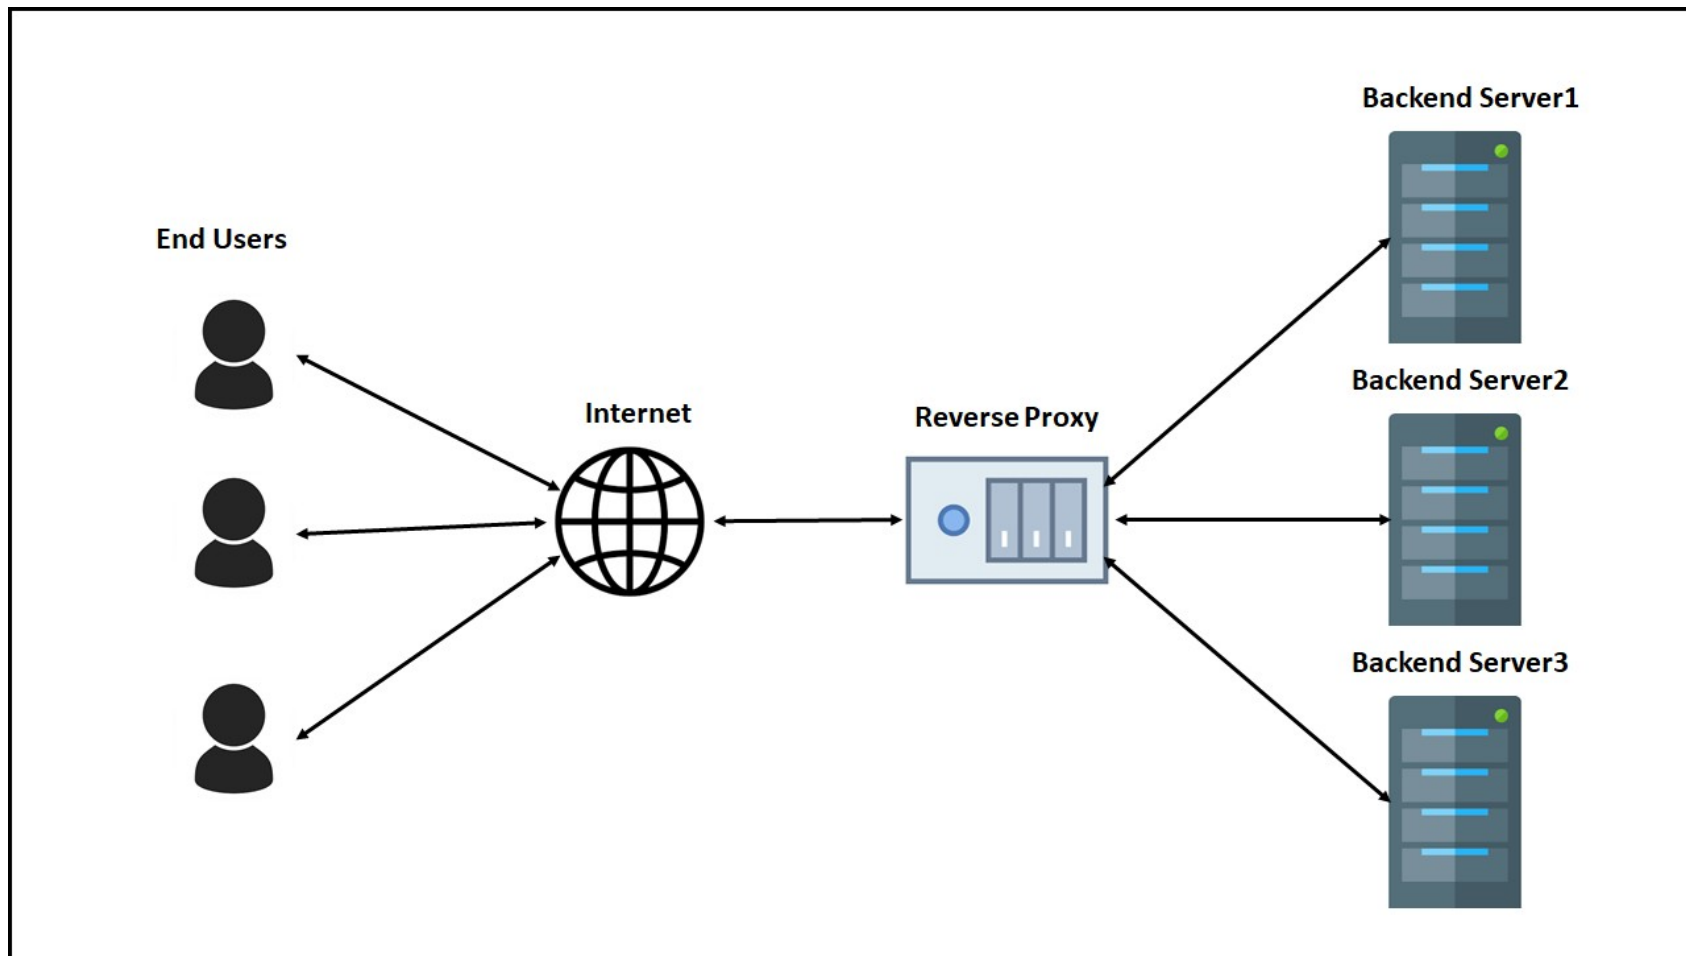 End Users
Internet
Reverse Proxy
Backend Server1
Backend Server2
Backend Server3